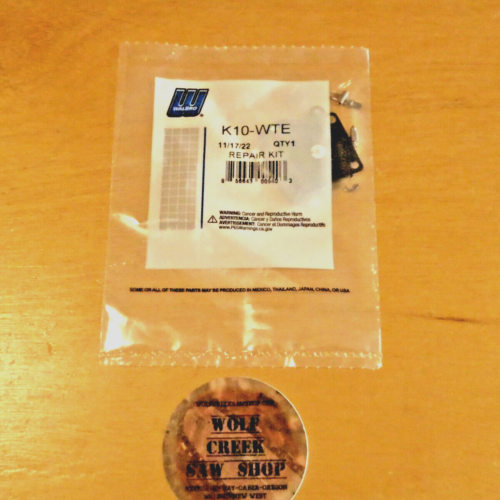 WALBRO
K10-WTE
11/17/22 QTY1
REPAIR KIT
WARNING: Cancer and Reproductive Harm
ADVERTENCIA: Cáncer y Daños Reproductivos
AVERTISSEMENT: Cancer et Dommages Reproductifs
www.P65Warnings.ca.gov
SOME OR ALL OF THESE PARTS MAY BE PRODUCED IN MEXICO, THAILAND, JAPAN, CHINA, OR USA.
WOLF
CREEK
SAW SHOP